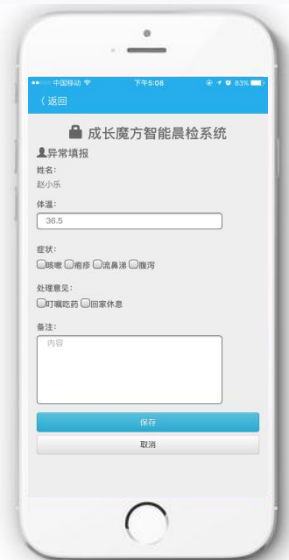 中国移动 下午5:08 83%
〈 返回
成长魔方智能晨检系统
异常填报
姓名:
赵小乐
体温:
36.5
症状:
咳嗽 疱疹 流鼻涕 腹泻
处理意见:
叮嘱吃药 回家休息
备注:
内容
保存
取消